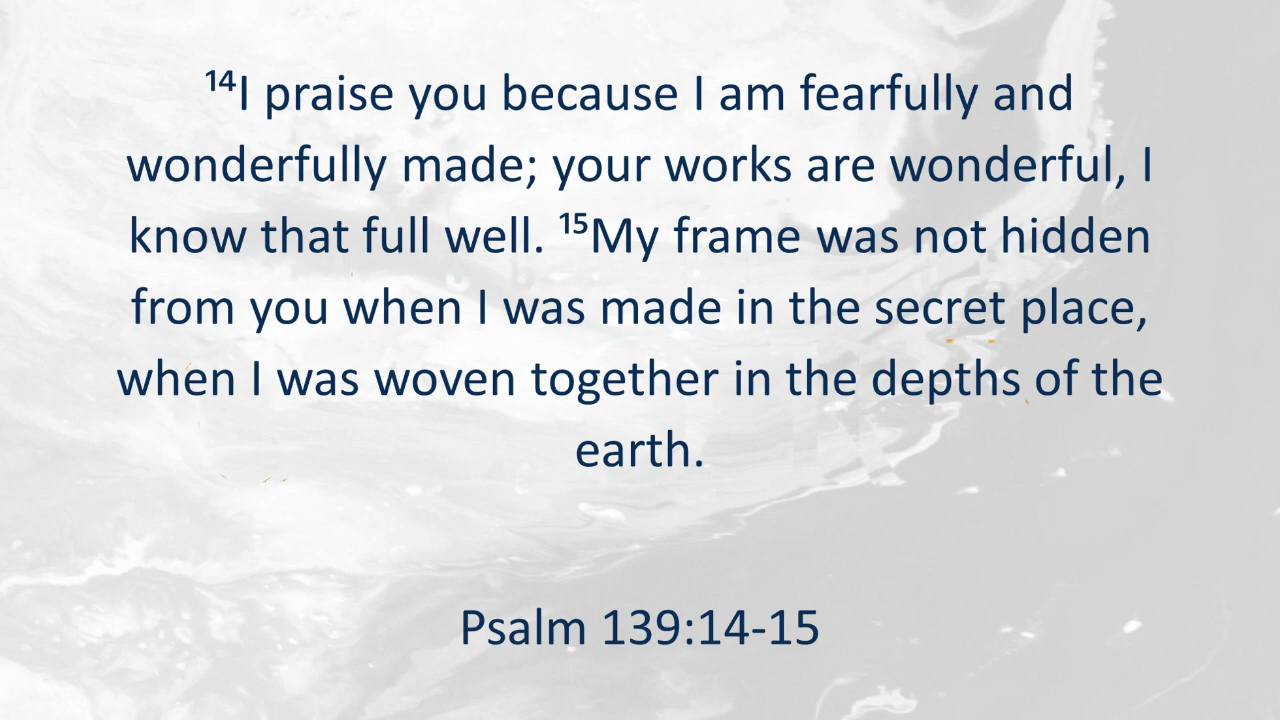 ¹⁴I praise you because I am fearfully and
wonderfully made; your works are wonderful, I
know that full well. ¹⁵My frame was not hidden
from you when I was made in the secret place,
when I was woven together in the depths of the
earth.
Psalm 139:14-15